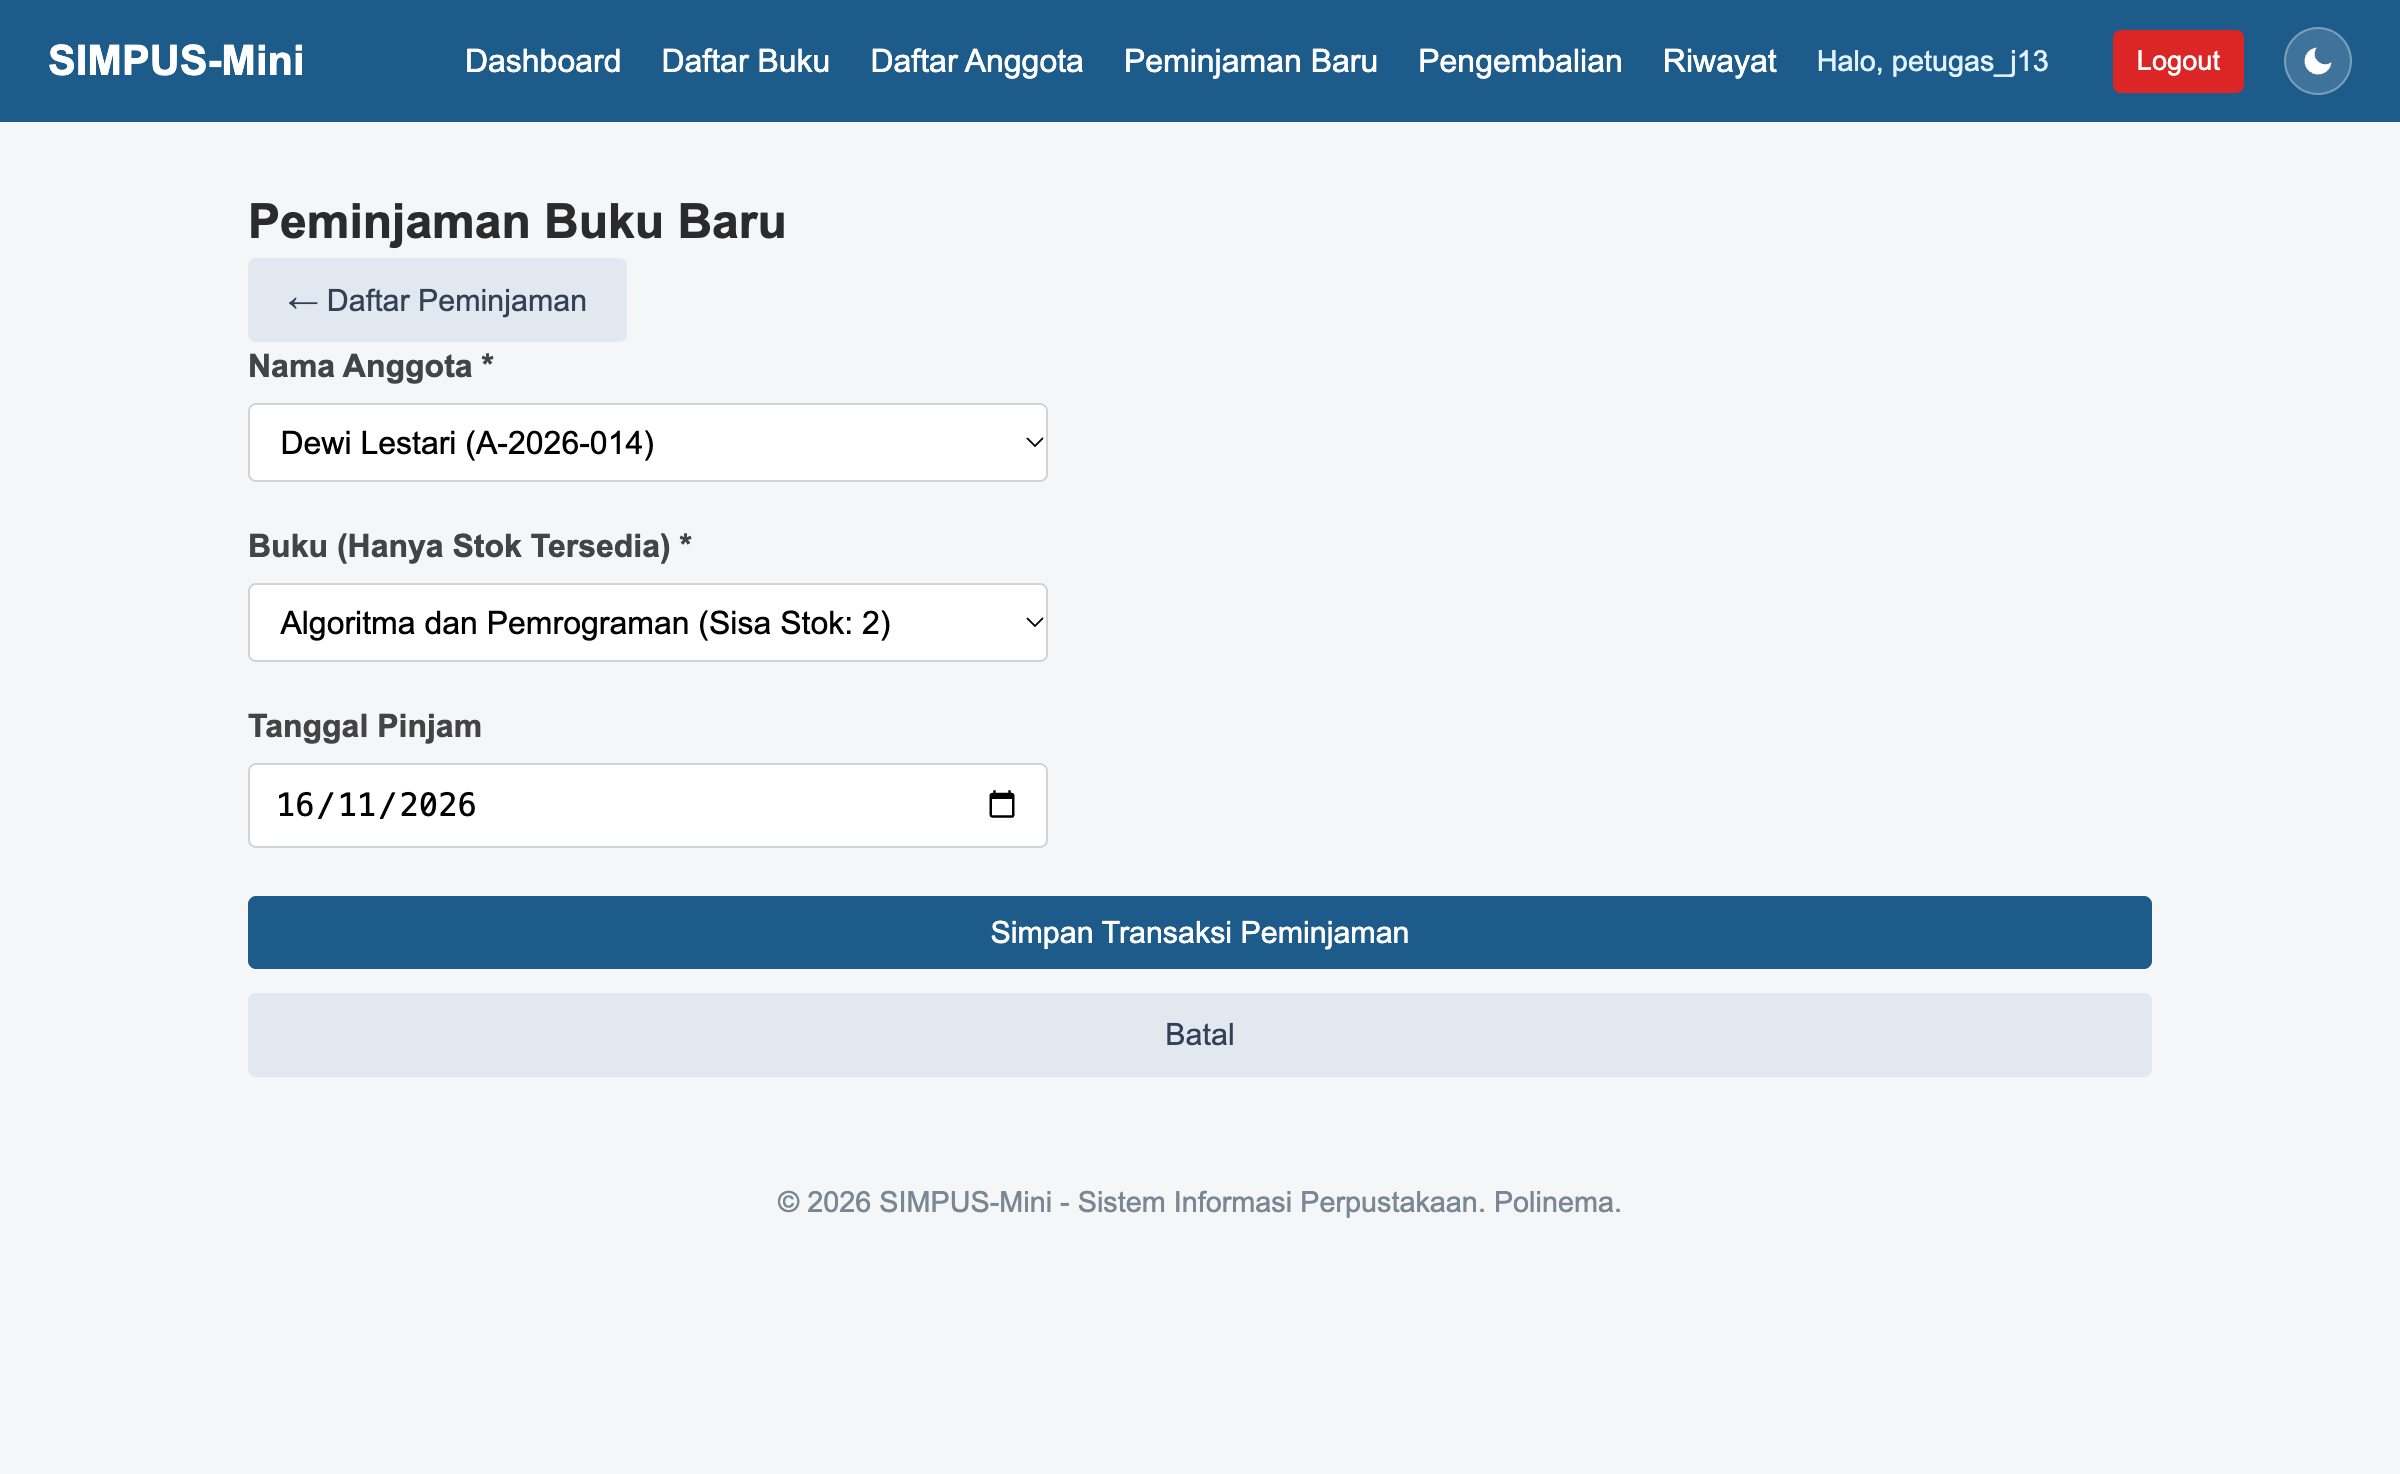 SIMPUS-Mini
Dashboard
Daftar Buku
Daftar Anggota
Peminjaman Baru
Pengembalian
Riwayat
Halo, petugas_j13
Logout
Peminjaman Buku Baru
← Daftar Peminjaman
Nama Anggota *
Dewi Lestari (A-2026-014)
Buku (Hanya Stok Tersedia) *
Algoritma dan Pemrograman (Sisa Stok: 2)
Tanggal Pinjam
16/11/2026
Simpan Transaksi Peminjaman
Batal
© 2026 SIMPUS-Mini - Sistem Informasi Perpustakaan. Polinema.